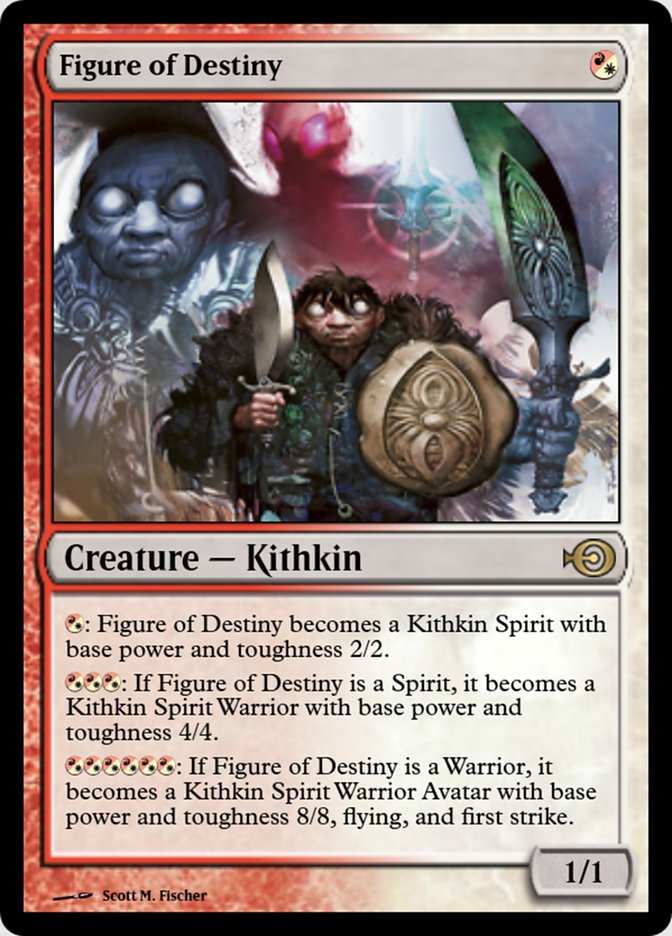 Figure of Destiny
Creature — Kithkin
: Figure of Destiny becomes a Kithkin Spirit with
base power and toughness 2/2.
: If Figure of Destiny is a Spirit, it becomes a
Kithkin Spirit Warrior with base power and
toughness 4/4.
: If Figure of Destiny is a Warrior, it
becomes a Kithkin Spirit Warrior Avatar with base
power and toughness 8/8, flying, and first strike.
1/1
Scott M. Fischer